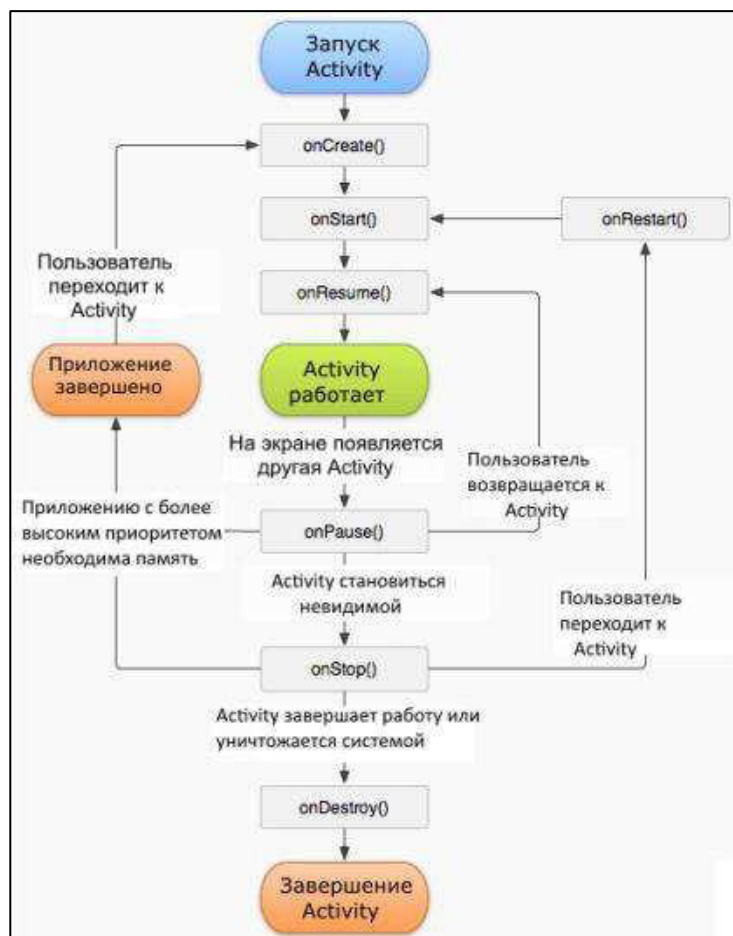 Запуск
Activity
onCreate()
onStart()
onRestart()
Пользователь
переходит к
Activity
onResume()
Приложение
завершено
Activity
работает
На экране появляется
другая Activity
Пользователь
возвращается к
Activity
Приложению с более
высоким приоритетом
необходима память
onPause()
Activity становиться
невидимой
Пользователь
переходит к
Activity
onStop()
Activity завершает работу или
уничтожается системой
onDestroy()
Завершение
Activity